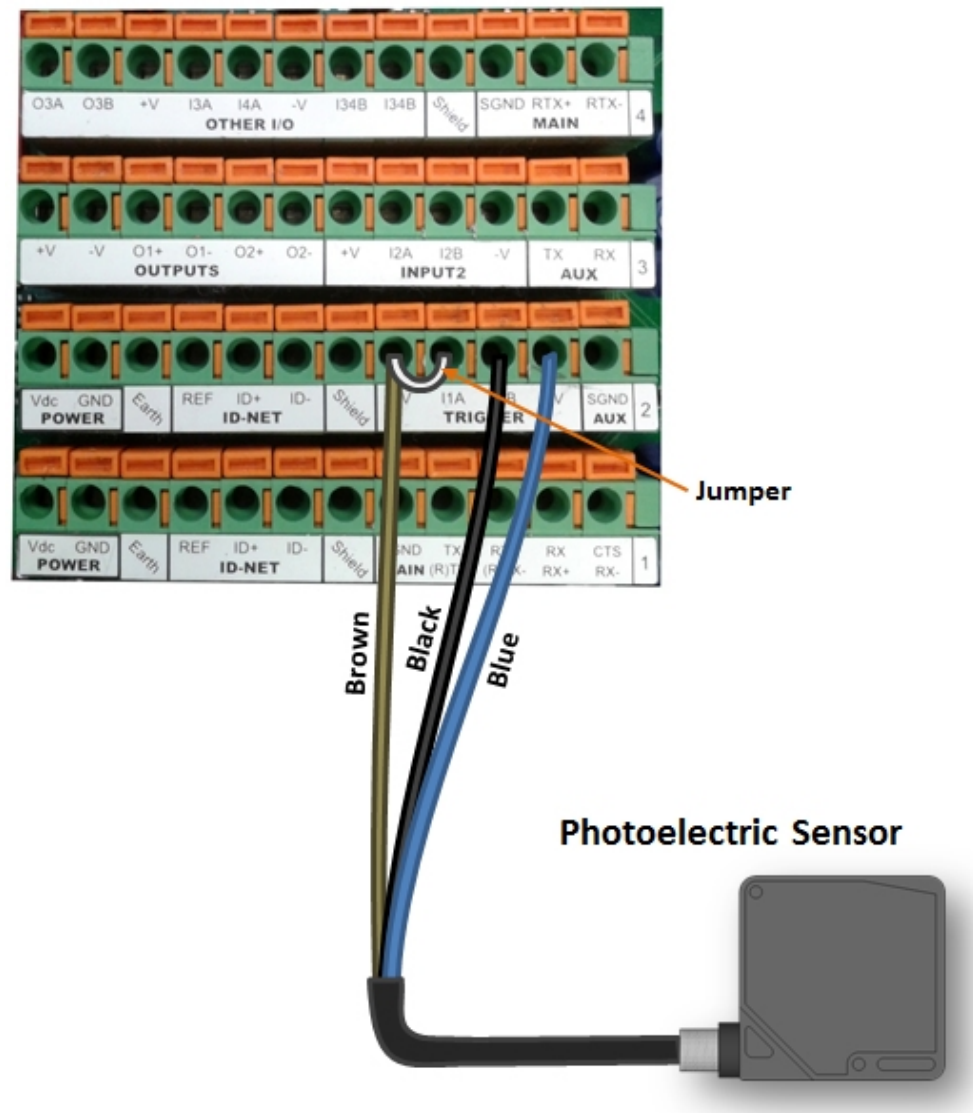 O3A O3B +V I3A I4A -V I34B I34B Shield SGND RTX+ RTX-
OTHER I/O MAIN 4
+V -V O1+ O1- O2+ O2- +V I2A I2B -V TX RX
OUTPUTS INPUT2 AUX 3
Vdc GND Earth REF ID+ ID- Shield V I1A B V SGND
POWER ID-NET TRIGGER AUX 2
Jumper
Vdc GND Earth REF ID+ ID- Shield GND TX RX CTS
POWER ID-NET RX+ RX- 1
Brown
Black
Blue
Photoelectric Sensor